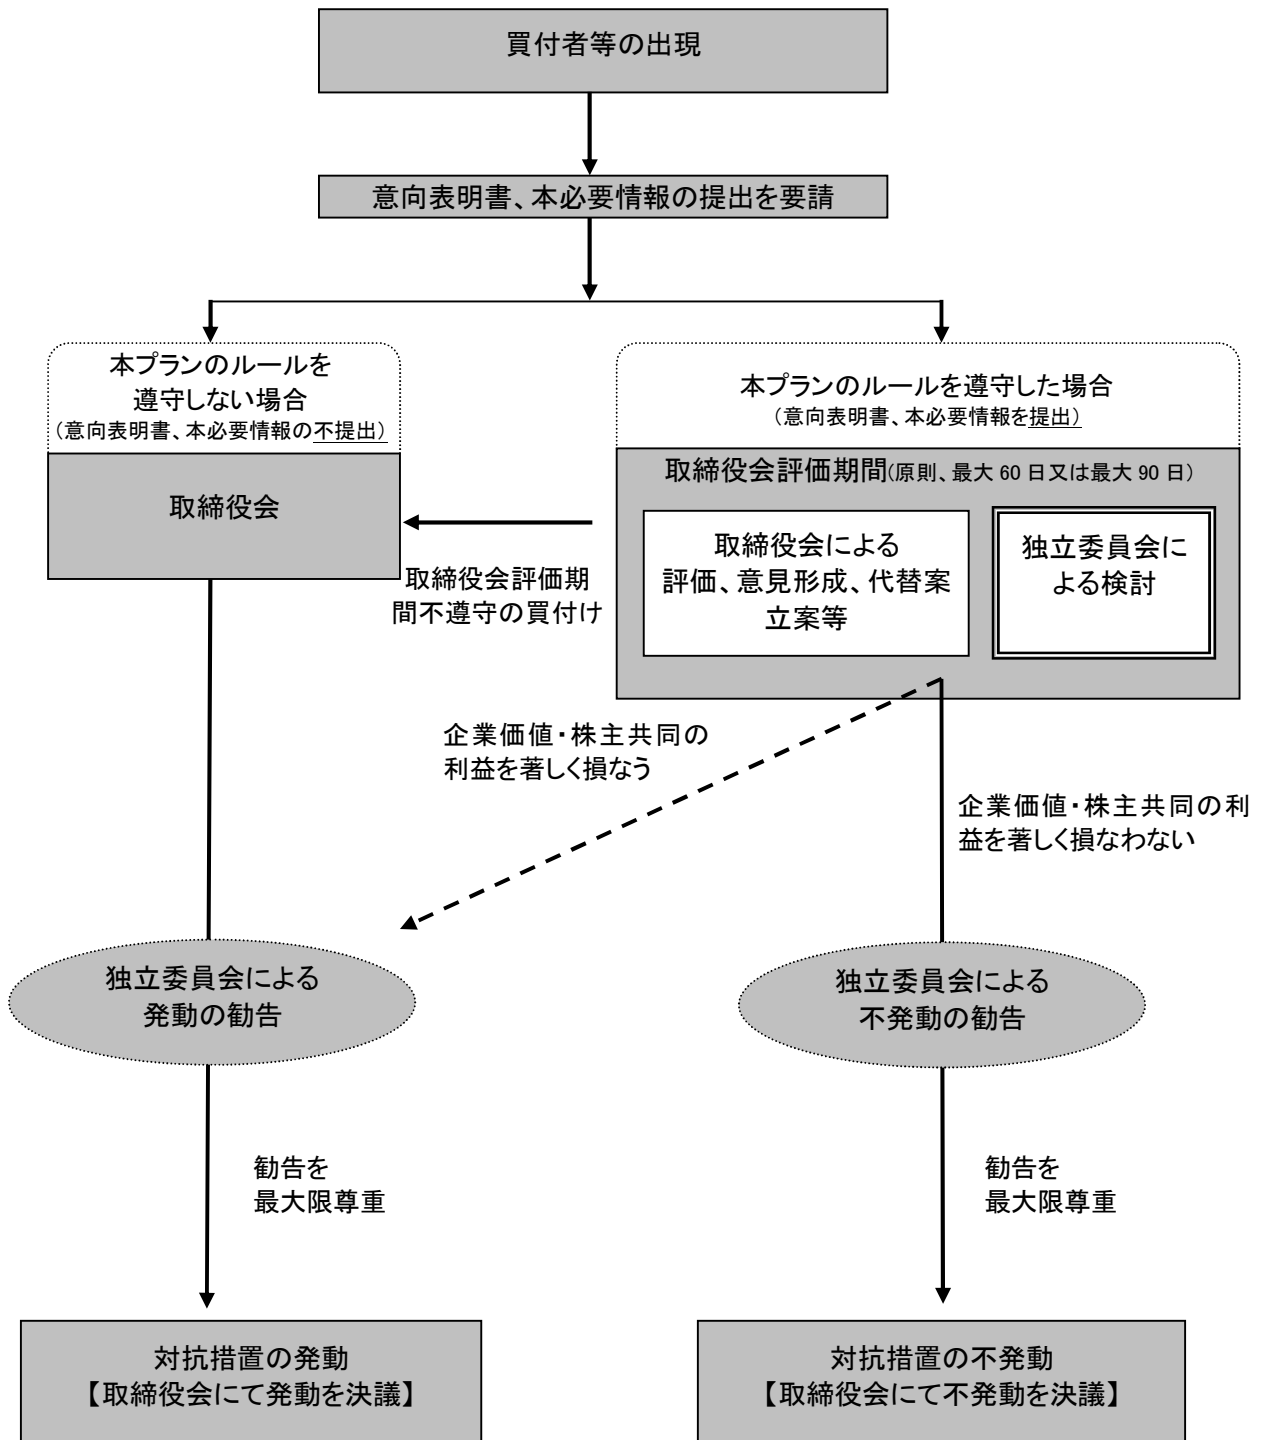 買付者等の出現
意向表明書、本必要情報の提出を要請
本プランのルールを
遵守しない場合
（意向表明書、本必要情報の不提出）
取締役会
本プランのルールを遵守した場合
（意向表明書、本必要情報を提出）
取締役会評価期間(原則、最大 60 日又は最大 90 日)
取締役会による
評価、意見形成、代替案
立案等
独立委員会に
よる検討
取締役会評価期
間不遵守の買付け
企業価値・株主共同の
利益を著しく損なう
企業価値・株主共同の利
益を著しく損なわない
独立委員会による
発動の勧告
独立委員会による
不発動の勧告
勧告を
最大限尊重
勧告を
最大限尊重
対抗措置の発動
【取締役会にて発動を決議】
対抗措置の不発動
【取締役会にて不発動を決議】